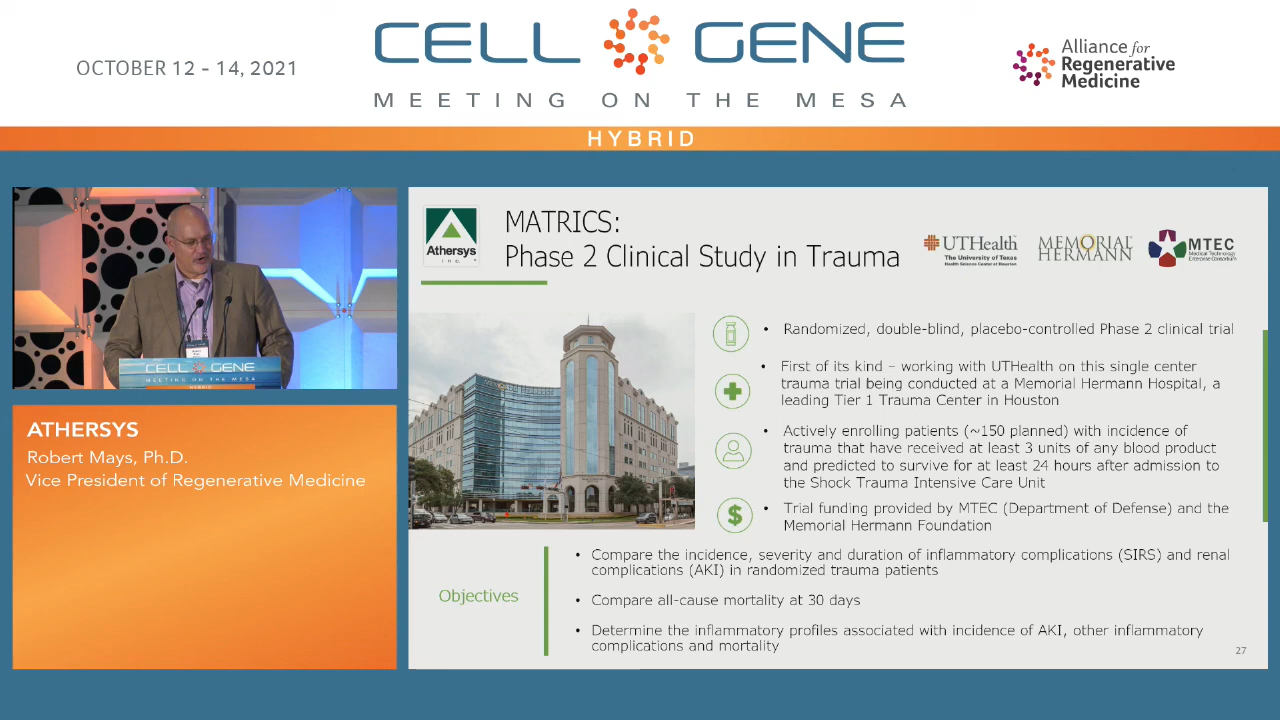 OCTOBER 12 - 14, 2021
CELL GENE
MEETING ON THE MESA
Alliance for
Regenerative
Medicine
HYBRID
CELL GENE
MEETING ON THE MESA
HYBRID
ATHERSYS
Robert Mays, Ph.D.
Vice President of Regenerative Medicine
Athersys
INC.
MATRICS:
Phase 2 Clinical Study in Trauma
UTHealth
The University of Texas
Health Science Center at Houston
MEMORIAL
HERMANN
MTEC
Medical Technology
Enterprise Consortium
• Randomized, double-blind, placebo-controlled Phase 2 clinical trial
• First of its kind – working with UTHealth on this single center
trauma trial being conducted at a Memorial Hermann Hospital, a
leading Tier 1 Trauma Center in Houston
• Actively enrolling patients (~150 planned) with incidence of
trauma that have received at least 3 units of any blood product
and predicted to survive for at least 24 hours after admission to
the Shock Trauma Intensive Care Unit
$
• Trial funding provided by MTEC (Department of Defense) and the
Memorial Hermann Foundation
Objectives
• Compare the incidence, severity and duration of inflammatory complications (SIRS) and renal
complications (AKI) in randomized trauma patients
• Compare all-cause mortality at 30 days
• Determine the inflammatory profiles associated with incidence of AKI, other inflammatory
complications and mortality
27